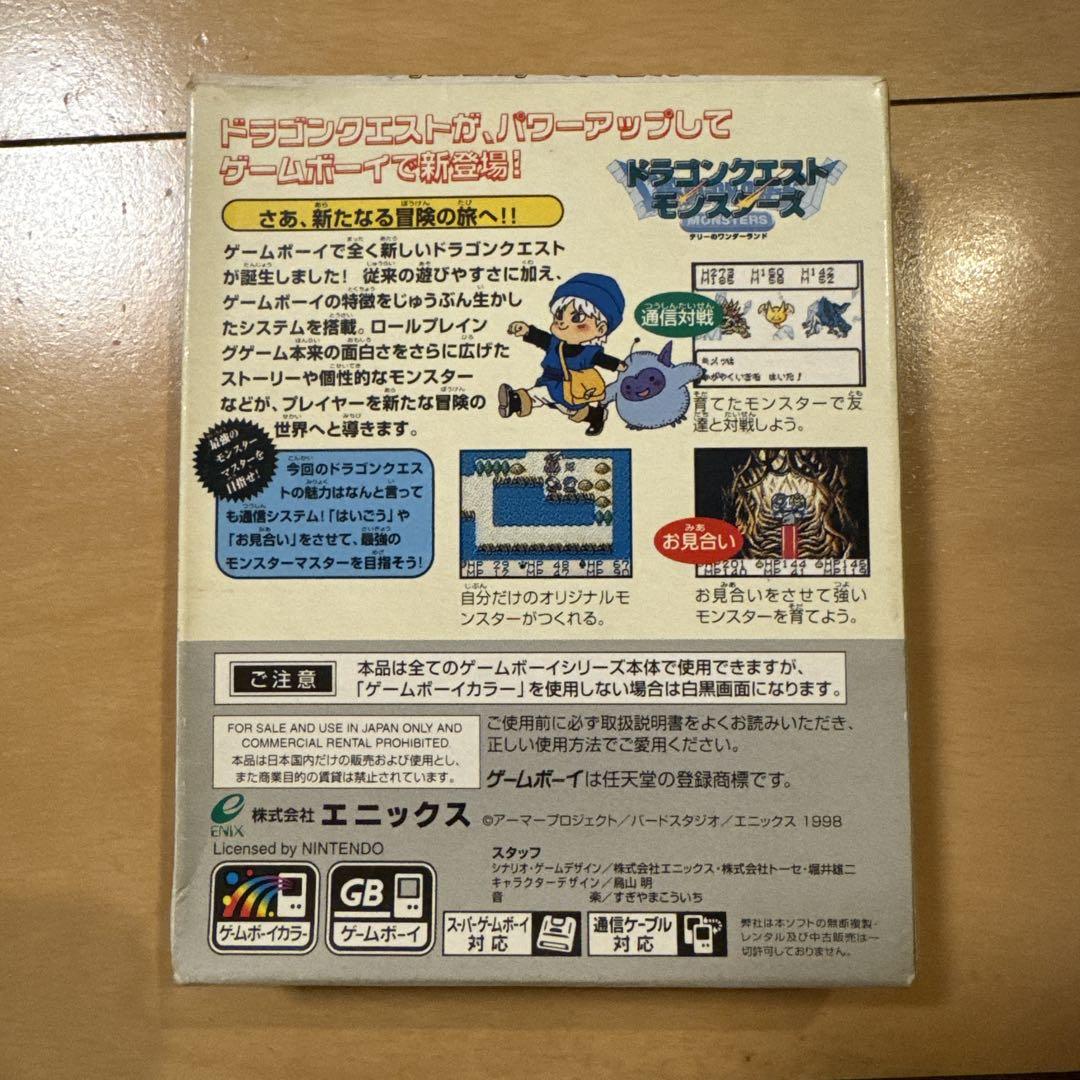 ドラゴンクエストが、パワーアップして
ゲームボーイで新登場!
ドラゴンクエスト
モンスターズ
MONSTERS
テリーのワンダーランド
さあ、新たなる冒険の旅へ!!
ゲームボーイで全く新しいドラゴンクエスト
が誕生しました! 従来の遊びやすさに加え、
ゲームボーイの特徴をじゅうぶん生かし
たシステムを搭載。ロールプレイン
グゲーム本来の面白さをさらに広げた
ストーリーや個性的なモンスター
などが、プレイヤーを新たな冒険の
世界へと導きます。
通信対戦
育てたモンスターで友
達と対戦しよう。
最強の
モンスター
マスターを
目指せ!
今回のドラゴンクエス
トの魅力はなんと言って
も通信システム!「はいごう」や
「お見合い」をさせて、最強の
モンスターマスターを目指そう!
自分だけのオリジナルモ
ンスターがつくれる。
お見合い
お見合いをさせて強い
モンスターを育てよう。
ご注意
本品は全てのゲームボーイシリーズ本体で使用できますが、
「ゲームボーイカラー」を使用しない場合は白黒画面になります。
FOR SALE AND USE IN JAPAN ONLY AND
COMMERCIAL RENTAL PROHIBITED.
本品は日本国内だけの販売および使用とし、
また商業目的の賃貸は禁止されています。
ご使用前に必ず取扱説明書をよくお読みいただき、
正しい使用方法でご愛用ください。
ゲームボーイは任天堂の登録商標です。
ENIX
株式会社 エニックス
©アーマープロジェクト/バードスタジオ/エニックス 1998
Licensed by NINTENDO
スタッフ
シナリオ・ゲームデザイン/株式会社エニックス・株式会社トーセ・堀井雄二
キャラクターデザイン/鳥山 明
音 楽/すぎやまこういち
ゲームボーイカラー
GB
ゲームボーイ
スーパーゲームボーイ
対応
通信ケーブル
対応
弊社は本ソフトの無断複製・
レンタル及び中古販売は一
切許可しておりません。